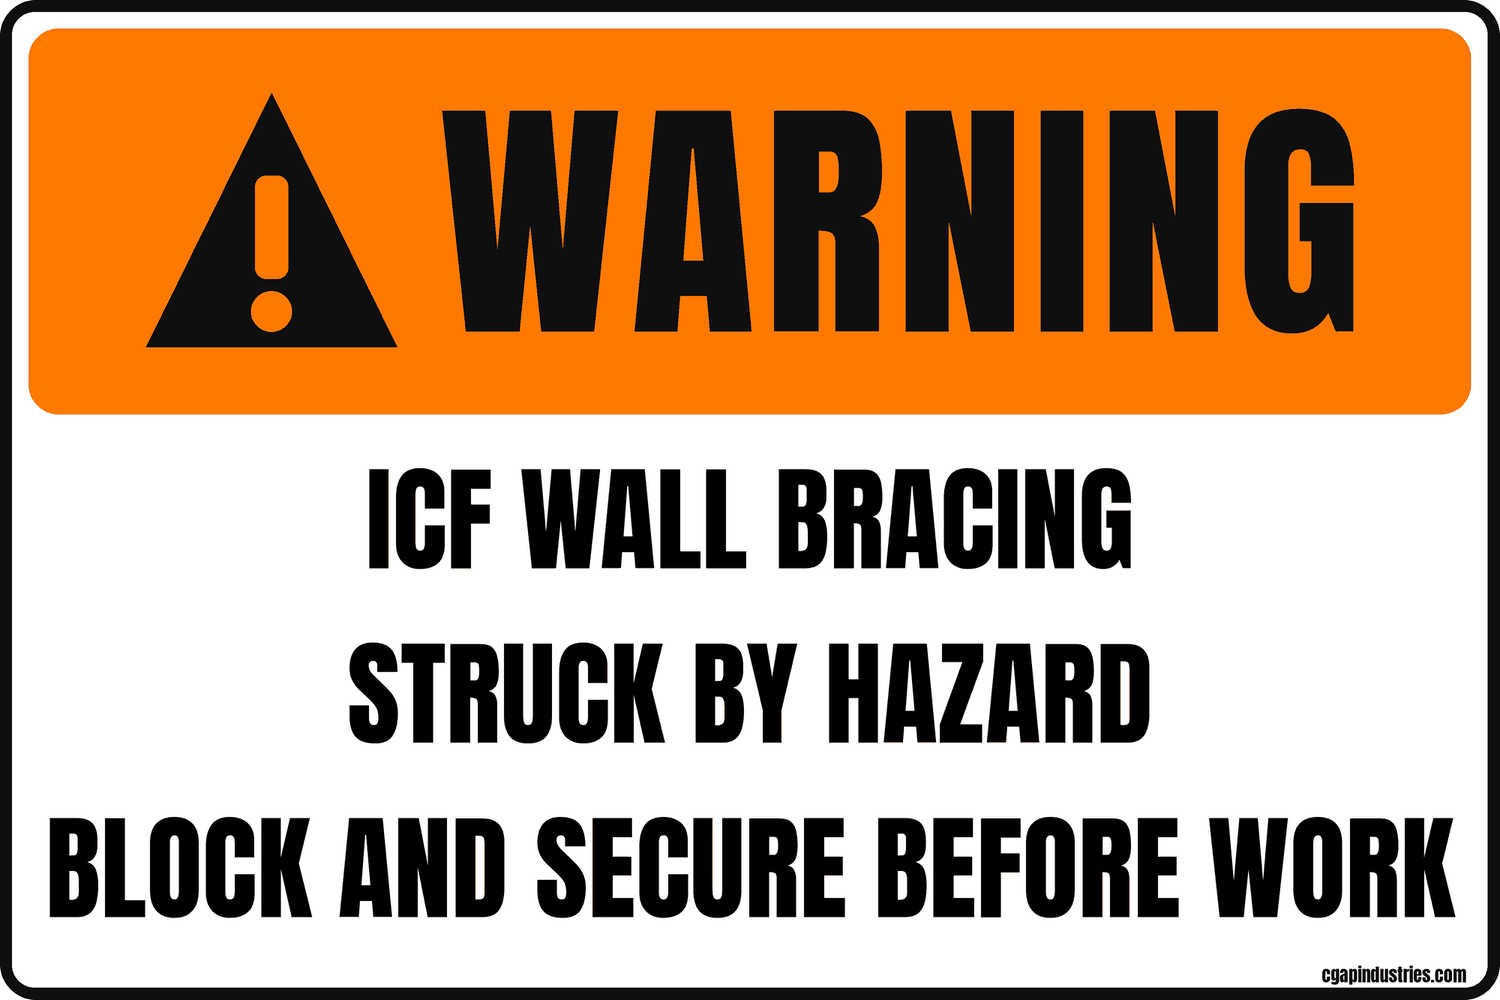 WARNING
ICF WALL BRACING
STRUCK BY HAZARD
BLOCK AND SECURE BEFORE WORK
cgapindustries.com